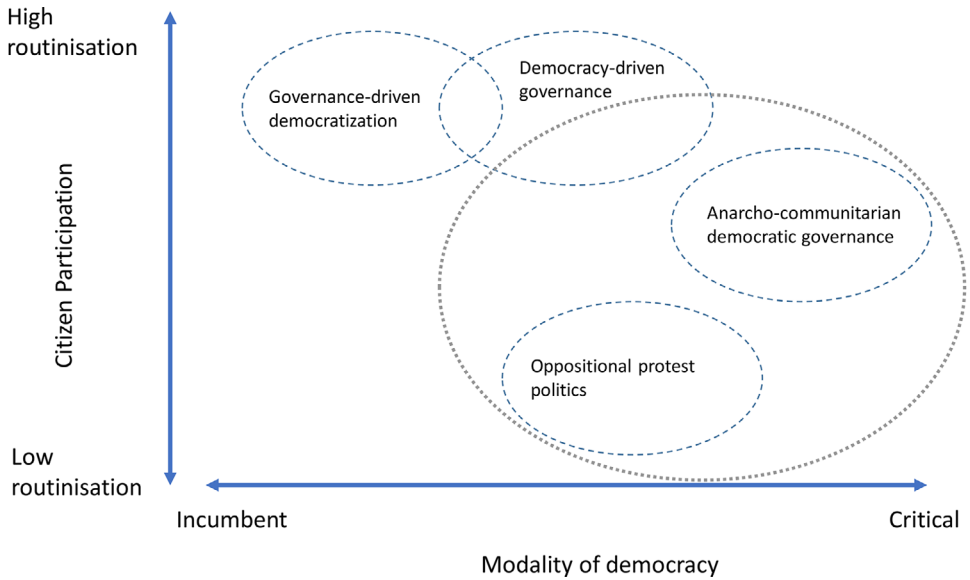 High
routinisation
Democracy-driven
governance
Governance-driven
democratization
Citizen Participation
Anarcho-communitarian
democratic governance
Oppositional protest
politics
Low
routinisation
Incumbent
Critical
Modality of democracy